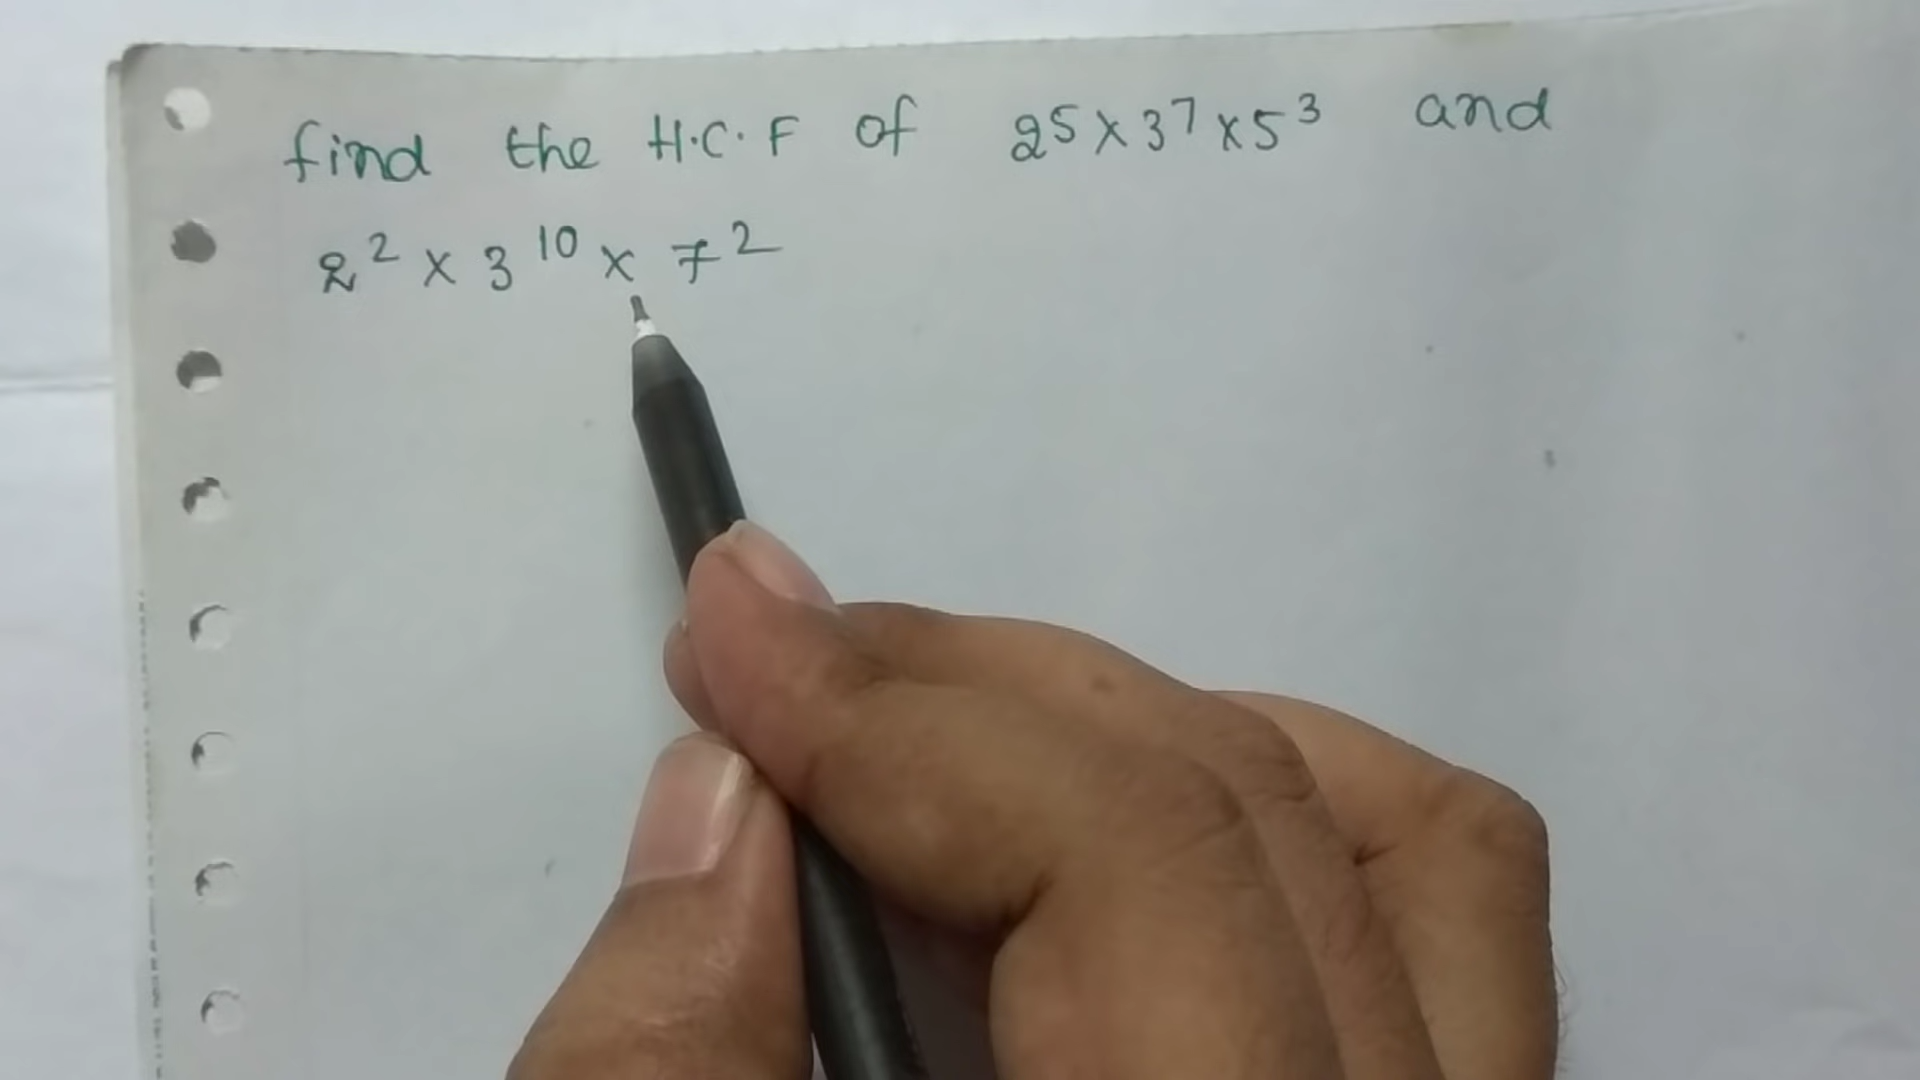 find the H.C.F of 2⁵×3⁷×5³ and
2²×3¹⁰×7²